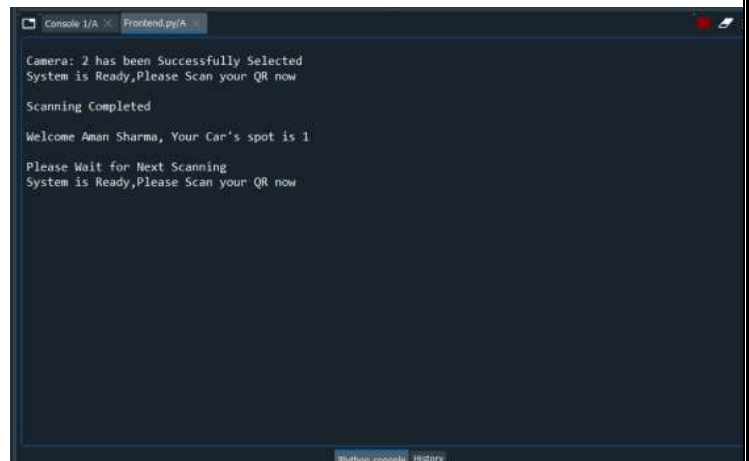 Console 1/A
Frontend.py/A
Camera: 2 has been Successfully Selected
System is Ready,Please Scan your QR now
Scanning Completed
Welcome Aman Sharma, Your Car's spot is 1
Please Wait for Next Scanning
System is Ready,Please Scan your QR now
IPython console History